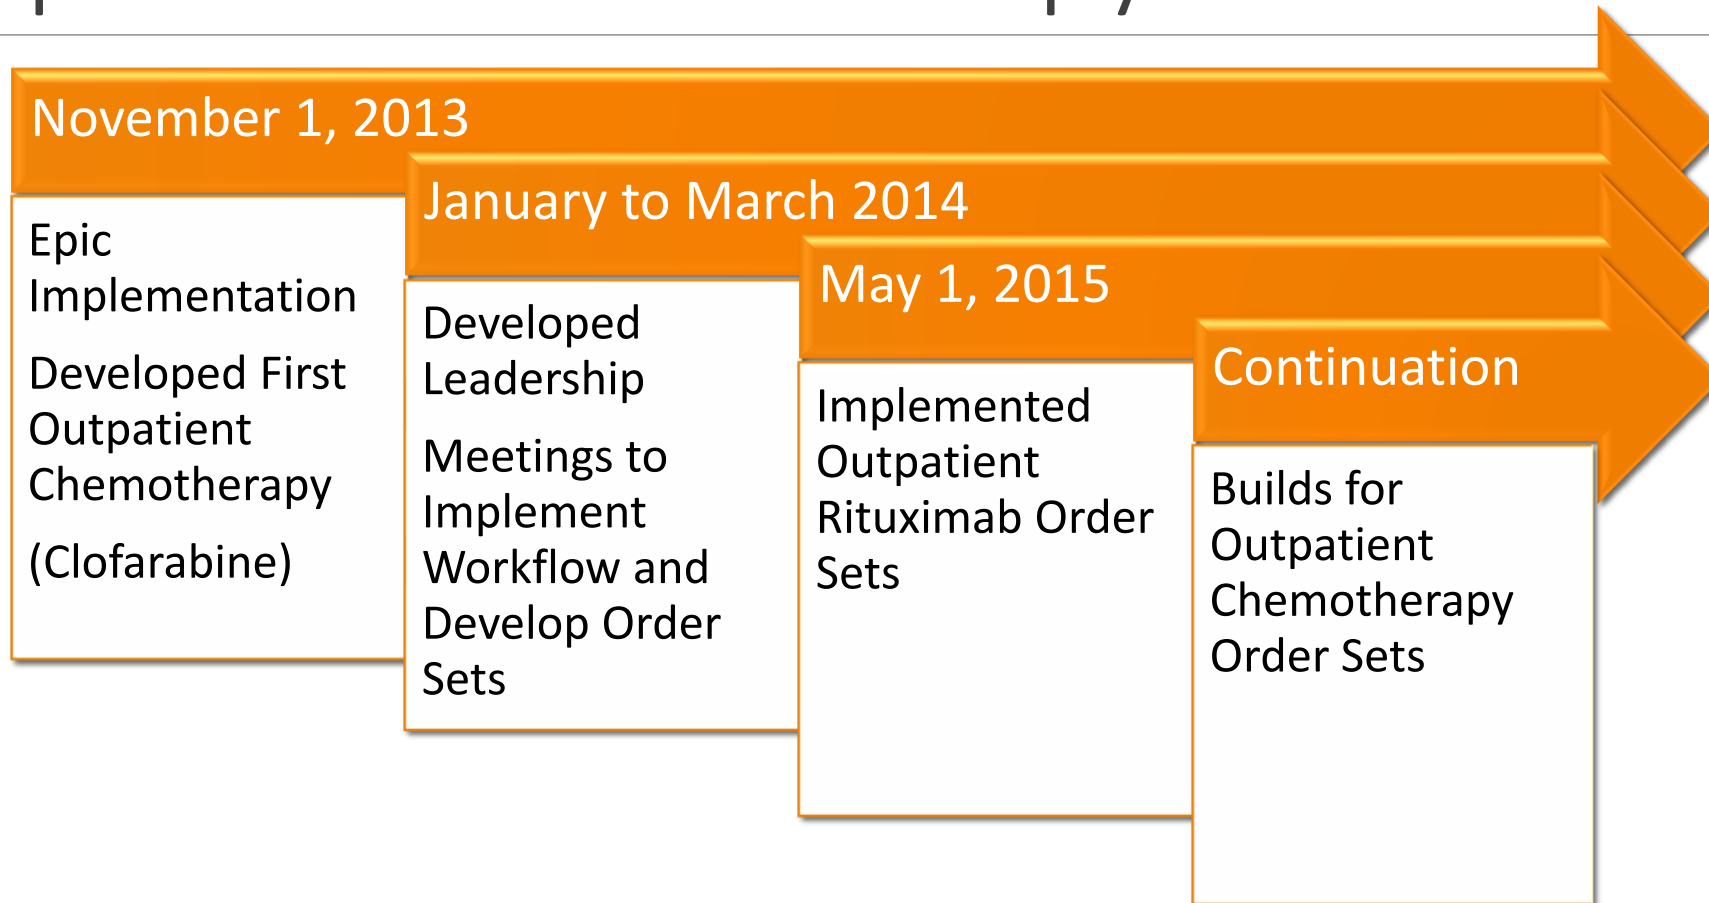 November 1, 2013
Epic
Implementation
Developed First
Outpatient
Chemotherapy
(Clofarabine)
January to March 2014
Developed
Leadership
Meetings to
Implement
Workflow and
Develop Order
Sets
May 1, 2015
Implemented
Outpatient
Rituximab Order
Sets
Continuation
Builds for
Outpatient
Chemotherapy
Order Sets